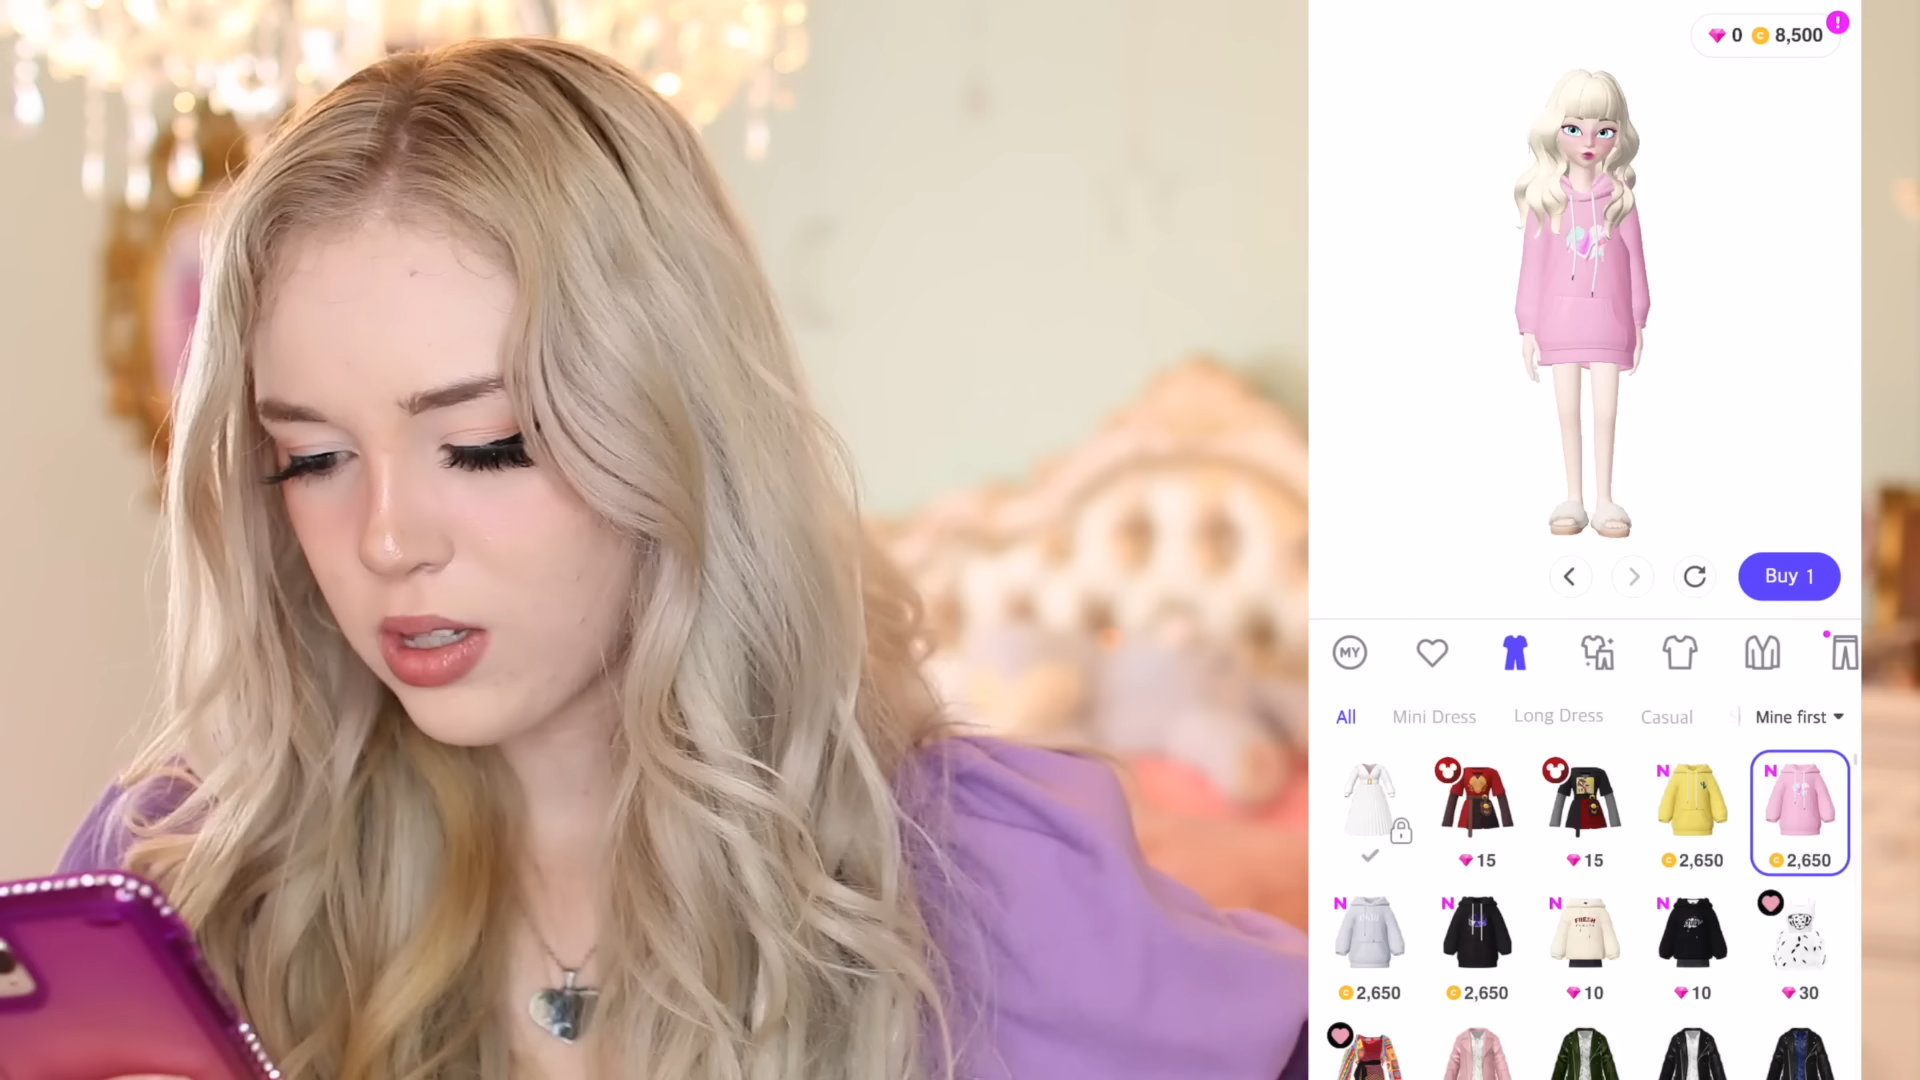 0 8,500 !
Buy 1
MY
All Mini Dress Long Dress Casual Mine first
N N
15 15 2,650 2,650
N N N N
FRESH
2,650 2,650 10 10 30